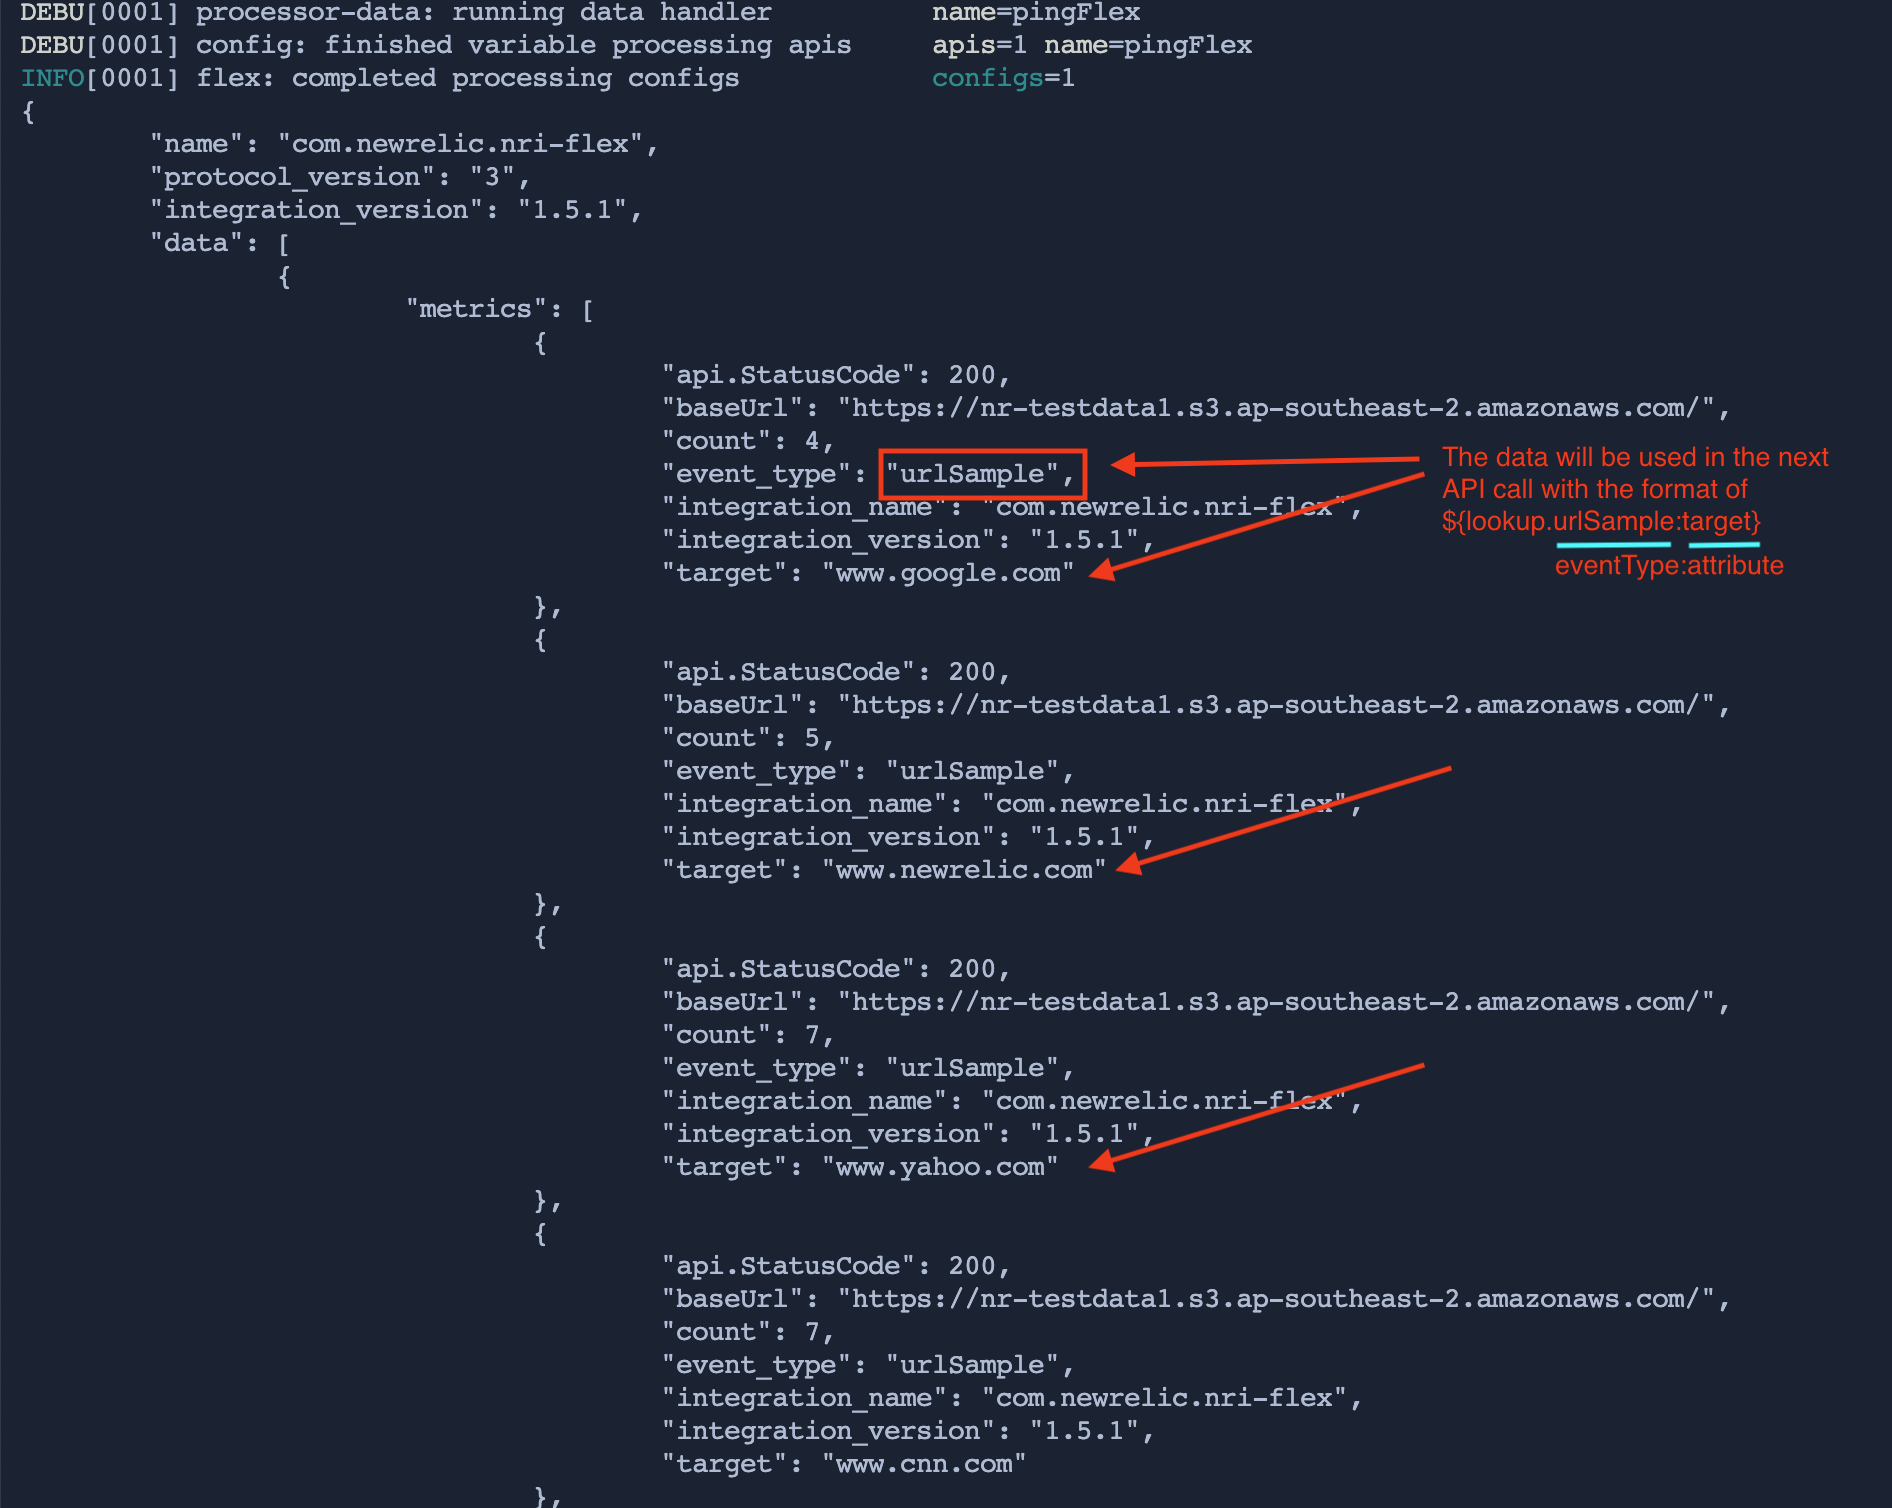 DEBU[0001] processor-data: running data handler name=pingFlex
DEBU[0001] config: finished variable processing apis apis=1 name=pingFlex
INFO[0001] flex: completed processing configs configs=1
{
"name": "com.newrelic.nri-flex",
"protocol_version": "3",
"integration_version": "1.5.1",
"data": [
{
"metrics": [
{
"api.StatusCode": 200,
"baseUrl": "https://nr-testdata1.s3.ap-southeast-2.amazonaws.com/",
"count": 4,
"event_type": "urlSample",
"integration_name": "com.newrelic.nri-flex",
"integration_version": "1.5.1",
"target": "www.google.com"
The data will be used in the next
API call with the format of
${lookup.urlSample:target}
eventType:attribute
},
{
"api.StatusCode": 200,
"baseUrl": "https://nr-testdata1.s3.ap-southeast-2.amazonaws.com/",
"count": 5,
"event_type": "urlSample",
"integration_name": "com.newrelic.nri-flex",
"integration_version": "1.5.1",
"target": "www.newrelic.com"
},
{
"api.StatusCode": 200,
"baseUrl": "https://nr-testdata1.s3.ap-southeast-2.amazonaws.com/",
"count": 7,
"event_type": "urlSample",
"integration_name": "com.newrelic.nri-flex",
"integration_version": "1.5.1",
"target": "www.yahoo.com"
},
{
"api.StatusCode": 200,
"baseUrl": "https://nr-testdata1.s3.ap-southeast-2.amazonaws.com/",
"count": 7,
"event_type": "urlSample",
"integration_name": "com.newrelic.nri-flex",
"integration_version": "1.5.1",
"target": "www.cnn.com"
},